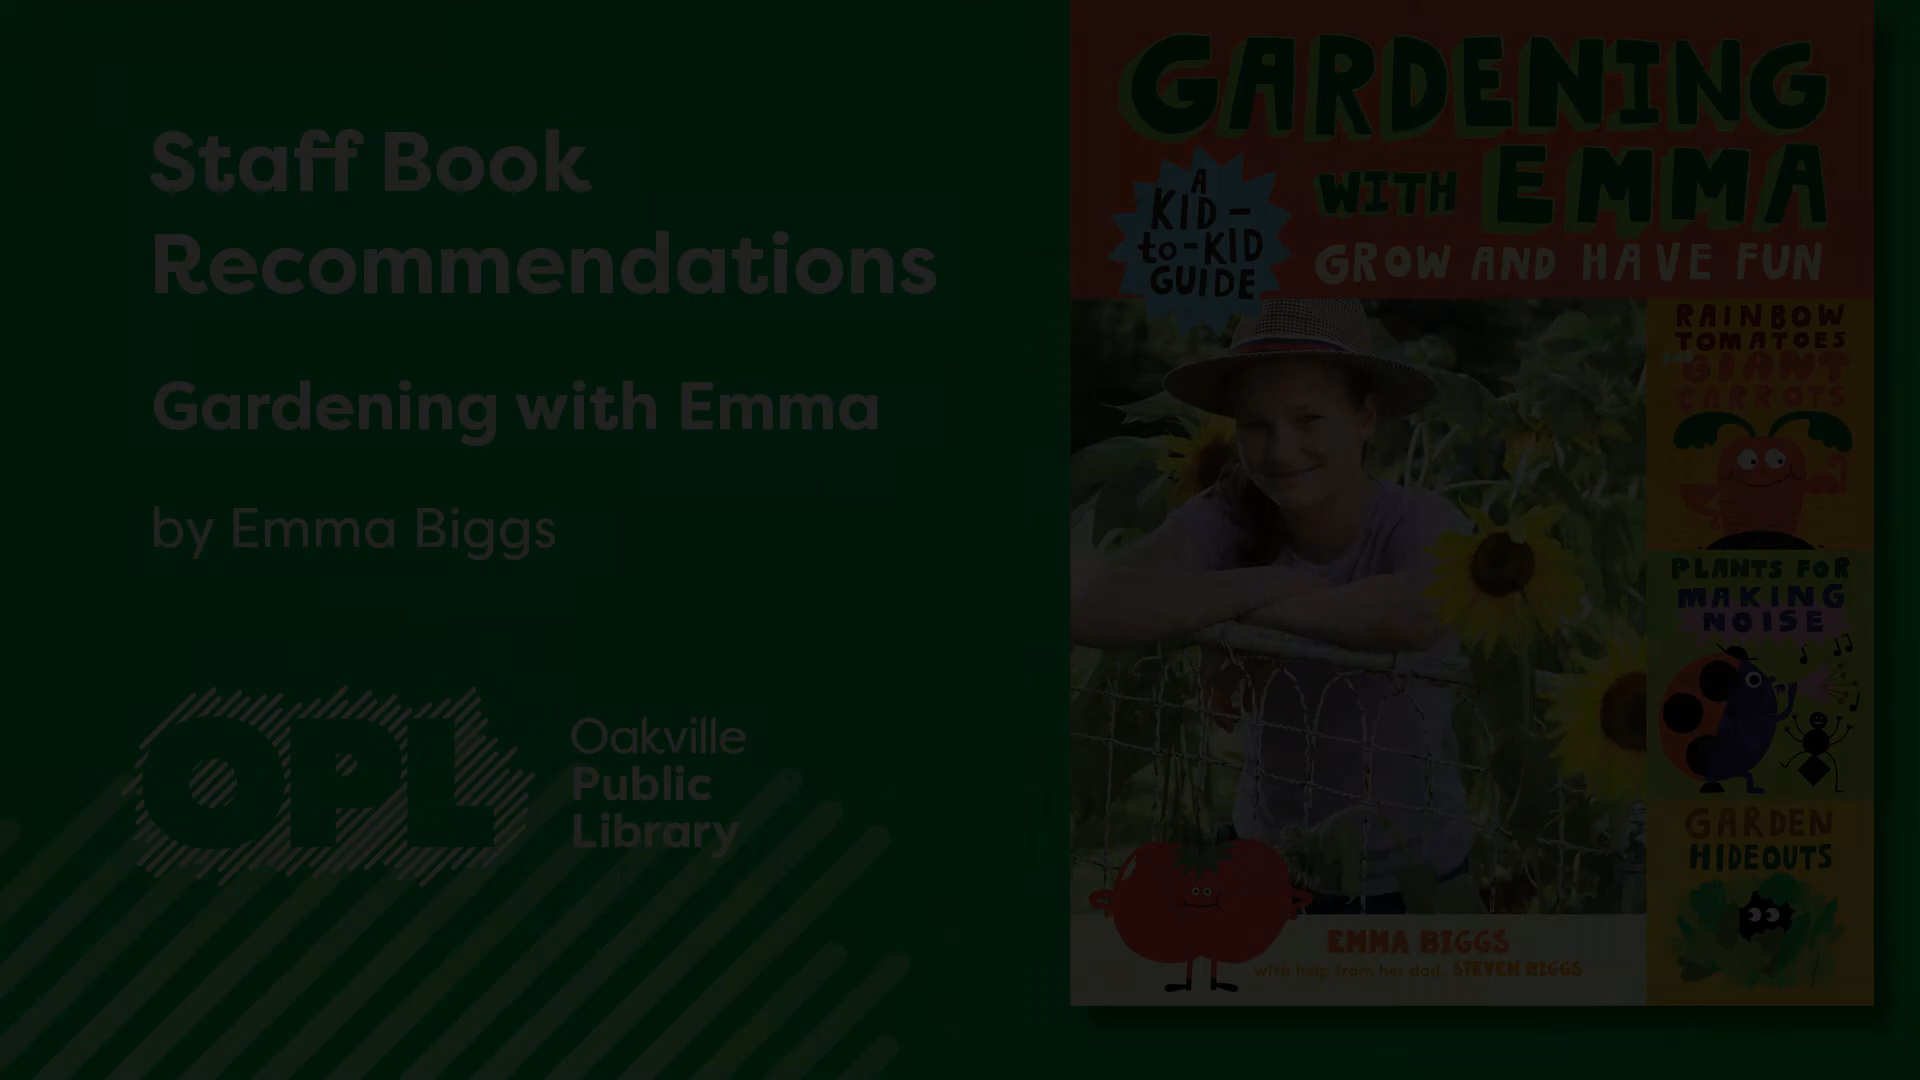 Staff Book
Recommendations
Gardening with Emma
by Emma Biggs
OPL
Oakville
Public
Library
GARDENING
WITH EMMA
A
KID-
to-KID
GUIDE
GROW AND HAVE FUN
RAINBOW
TOMATOES
AND
GIANT
CARROTS
PLANTS FOR
MAKING
NOISE
GARDEN
HIDEOUTS
EMMA BIGGS
with help from her dad, STEVEN BIGGS